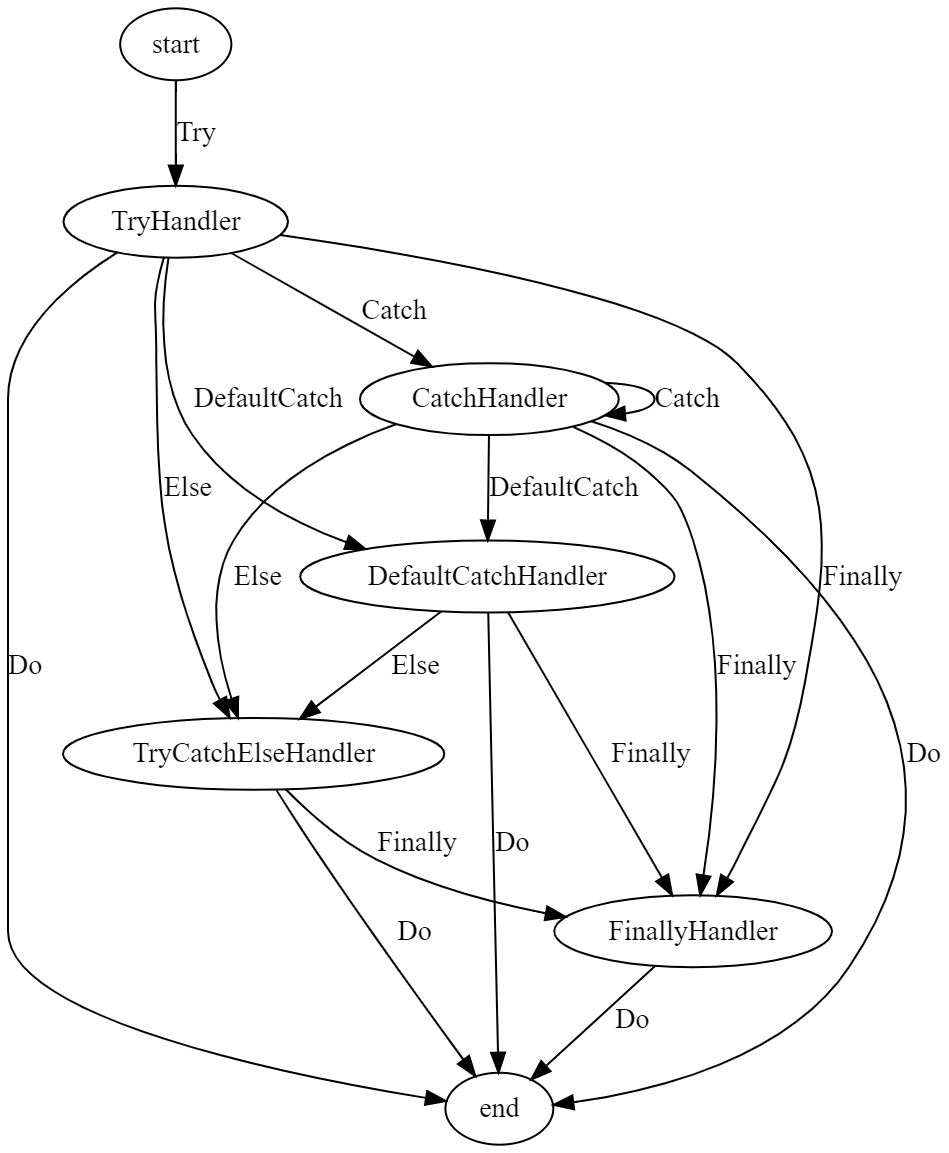 start
Try
TryHandler
Catch
DefaultCatch
CatchHandler
Catch
Else
DefaultCatch
Else
DefaultCatchHandler
Finally
Do
Else
Finally
TryCatchElseHandler
Finally
Do
Finally
Do
Do
FinallyHandler
Do
end